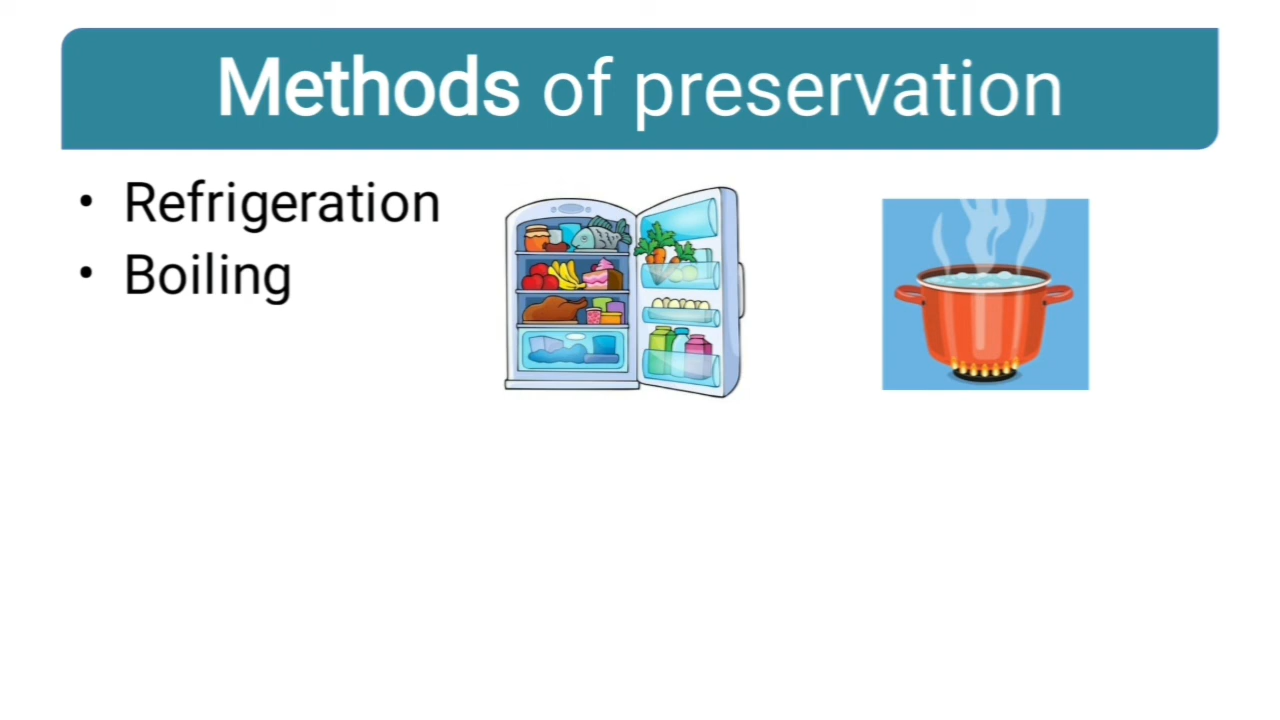 Methods of preservation
• Refrigeration
• Boiling